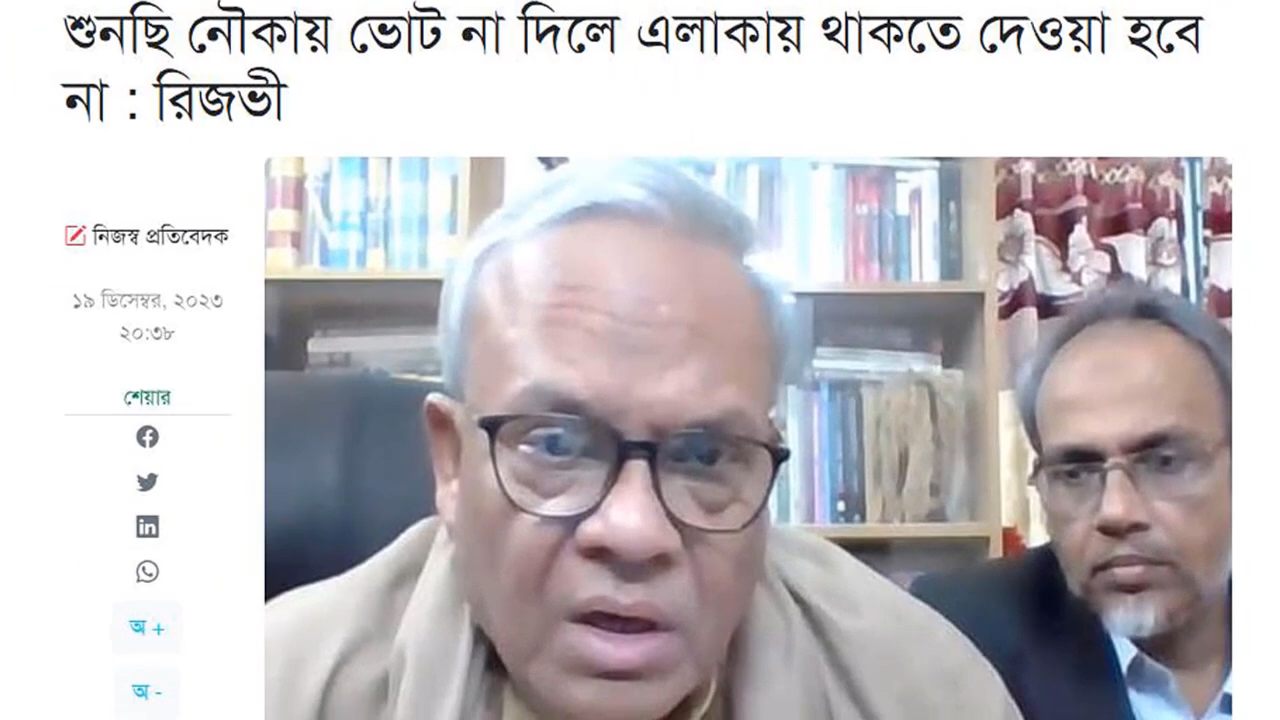 শুনছি নৌকায় ভোট না দিলে এলাকায় থাকতে দেওয়া হবে
না : রিজভী
নিজস্ব প্রতিবেদক
১৯ ডিসেম্বর, ২০২৩
২০:৩৮
শেয়ার
অ +
অ -